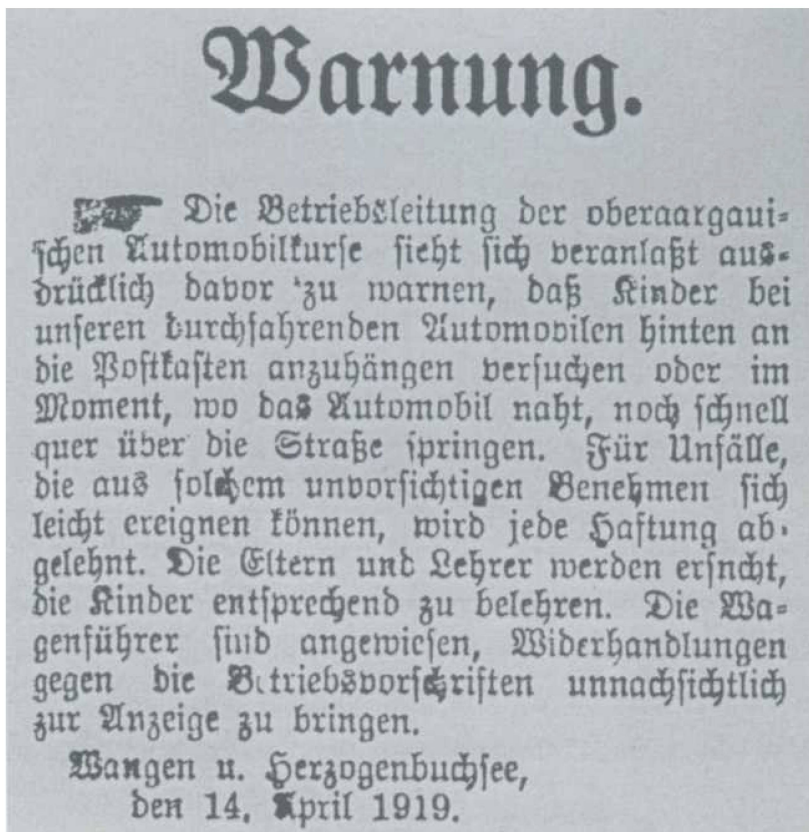 Warnung.
Die Betriebsleitung der oberaargaui-
schen Automobilkurse sieht sich veranlaßt aus-
drücklich davor zu warnen, daß Kinder bei
unseren durchfahrenden Automobilen hinten an
die Postkasten anzuhängen versuchen oder im
Moment, wo das Automobil naht, noch schnell
quer über die Straße springen. Für Unfälle,
die aus solchem unvorsichtigen Benehmen sich
leicht ereignen können, wird jede Haftung ab-
gelehnt. Die Eltern und Lehrer werden ersucht,
die Kinder entsprechend zu belehren. Die Wa-
genführer sind angewiesen, Widerhandlungen
gegen die Betriebsvorschriften unnachsichtlich
zur Anzeige zu bringen.
Wangen u. Herzogenbuchsee,
den 14. April 1919.